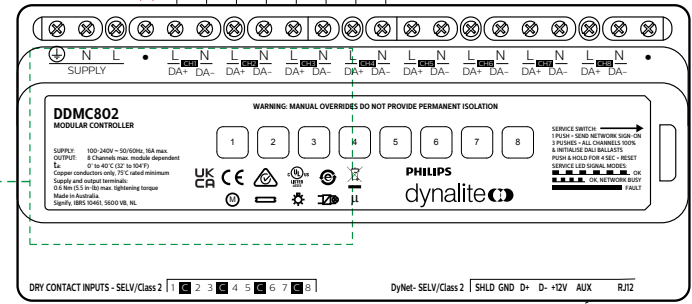 N L L N L N L N L N L N L N L N L N
SUPPLY CH1 CH2 CH3 CH4 CH5 CH6 CH7 CH8
DA+ DA- DA+ DA- DA+ DA- DA+ DA- DA+ DA- DA+ DA- DA+ DA- DA+ DA-
WARNING: MANUAL OVERRIDES DO NOT PROVIDE PERMANENT ISOLATION
DDMC802
MODULAR CONTROLLER
SUPPLY: 100-240V ~ 50/60Hz, 16A max.
OUTPUT: 8 Channels max. module dependent
ta: 0˚ to 40˚C (32˚ to 104˚F)
Copper conductors only, 75˚C rated minimum
Supply and output terminals:
0.6 Nm (5.5 in-lb) max. tightening torque
Made in Australia.
Signify, IBRS 10461, 5600 VB, NL
1 2 3 4 5 6 7 8
UK CA CE
c UL us
LISTED
M
µ
PHILIPS
dynalite
SERVICE SWITCH:
1 PUSH = SEND NETWORK SIGN-ON
3 PUSHES = ALL CHANNELS 100%
& INITIALISE DALI BALLASTS
PUSH & HOLD FOR 4 SEC = RESET
SERVICE LED SIGNAL MODES:
OK
OK, NETWORK BUSY
FAULT
DRY CONTACT INPUTS - SELV/Class 2 1 C 2 3 C 4 5 C 6 7 C 8
DyNet- SELV/Class 2 SHLD GND D+ D- +12V AUX RJ12